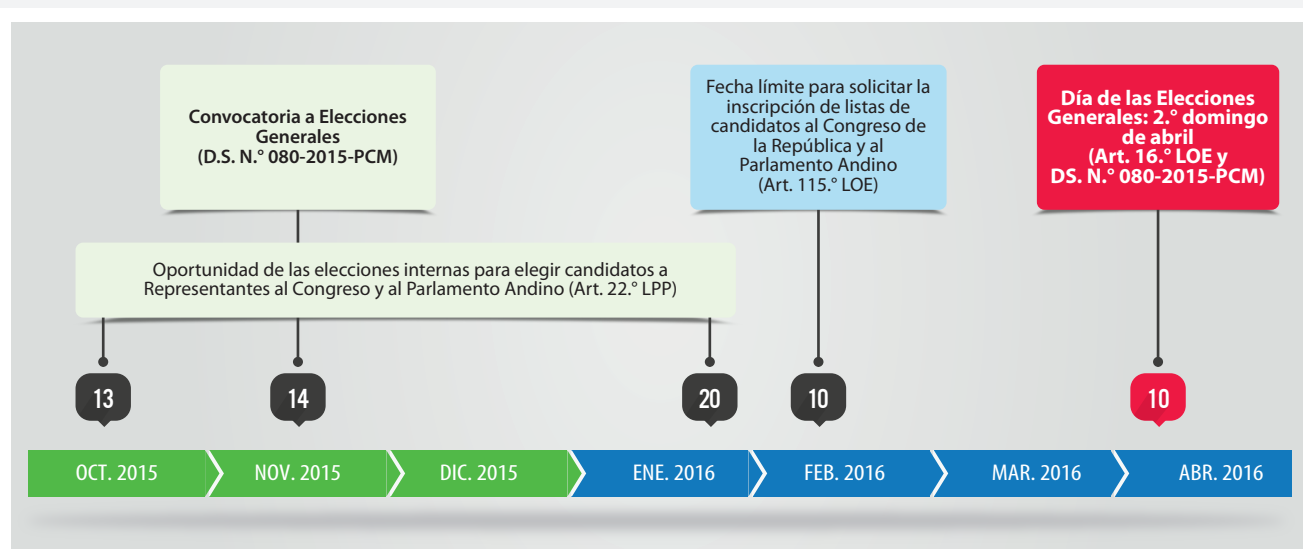 Convocatoria a Elecciones
Generales
(D.S. N.° 080-2015-PCM)
Fecha límite para solicitar la
inscripción de listas de
candidatos al Congreso de
la República y al
Parlamento Andino
(Art. 115.° LOE)
Día de las Elecciones
Generales: 2.° domingo
de abril
(Art. 16.° LOE y
DS. N.° 080-2015-PCM)
Oportunidad de las elecciones internas para elegir candidatos a
Representantes al Congreso y al Parlamento Andino (Art. 22.° LPP)
13
14
20
10
10
OCT. 2015
NOV. 2015
DIC. 2015
ENE. 2016
FEB. 2016
MAR. 2016
ABR. 2016